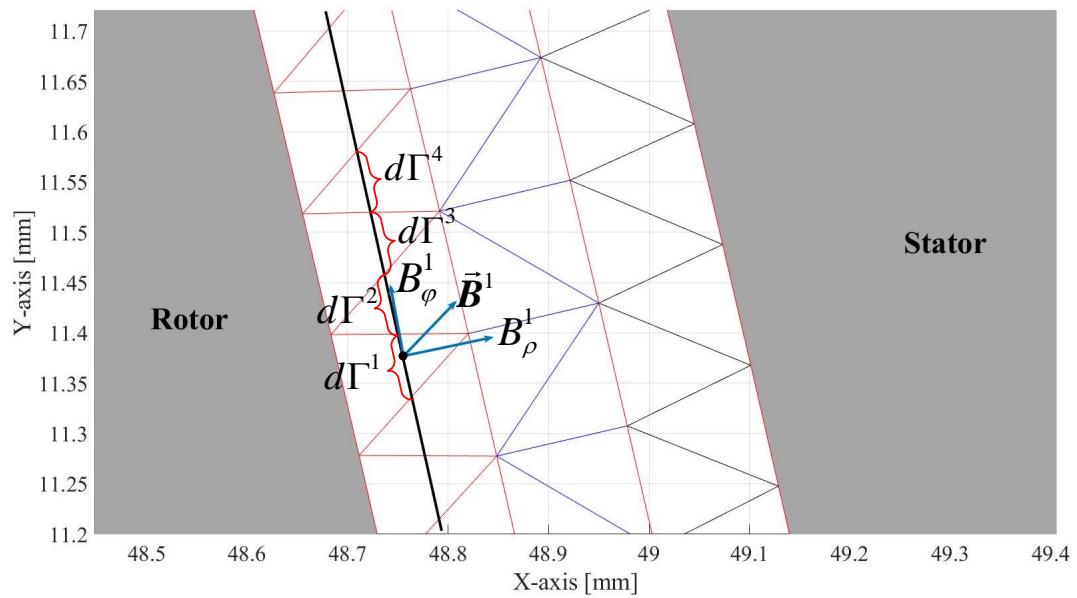 11.7
11.65
11.6
11.55
11.5
11.45
11.4
11.35
11.3
11.25
11.2
Y-axis [mm]
dΓ⁴
dΓ³
dΓ²
dΓ¹
B¹φ
B⃗¹
B¹ρ
Rotor
Stator
48.5 48.6 48.7 48.8 48.9 49 49.1 49.2 49.3 49.4
X-axis [mm]